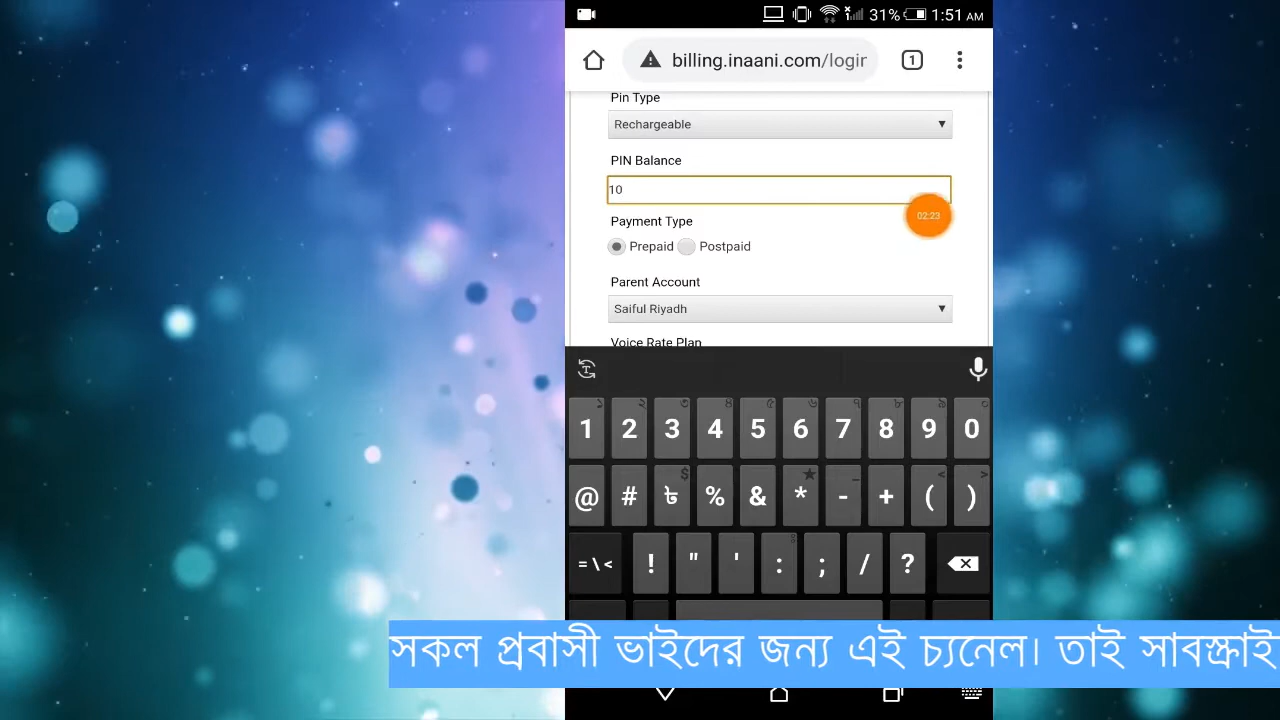 31% 1:51 AM
billing.inaani.com/logir
1
Pin Type
Rechargeable
PIN Balance
10
02:23
Payment Type
Prepaid Postpaid
Parent Account
Saiful Riyadh
Voice Rate Plan
1 2 3 4 5 6 7 8 9 0
@ # ৳ % & * - + ( )
= \ < ! " ' : ; / ?
সকল প্রবাসী ভাইদের জন্য এই চ্যনেল। তাই সাবস্ক্রাই